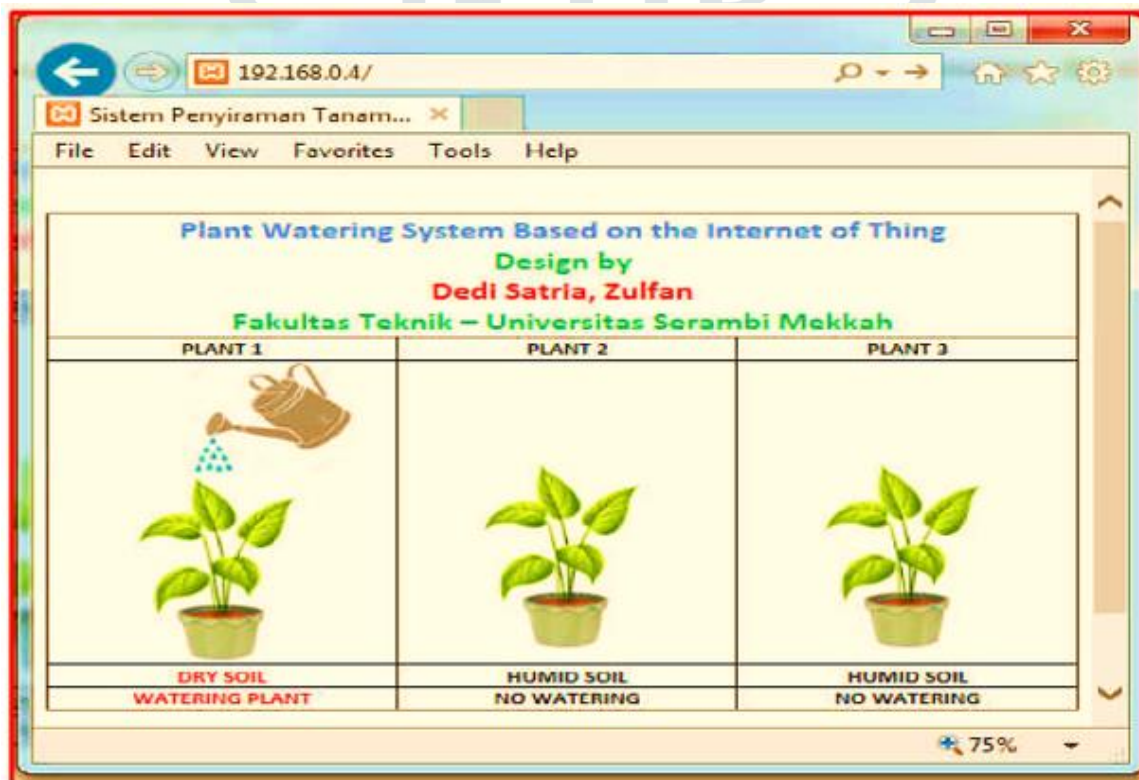 192.168.0.4/
Sistem Penyiraman Tanam...
File Edit View Favorites Tools Help
Plant Watering System Based on the Internet of Thing
Design by
Dedi Satria, Zulfan
Fakultas Teknik – Universitas Serambi Mekkah
PLANT 1 PLANT 2 PLANT 3
DRY SOIL HUMID SOIL HUMID SOIL
WATERING PLANT NO WATERING NO WATERING
75%